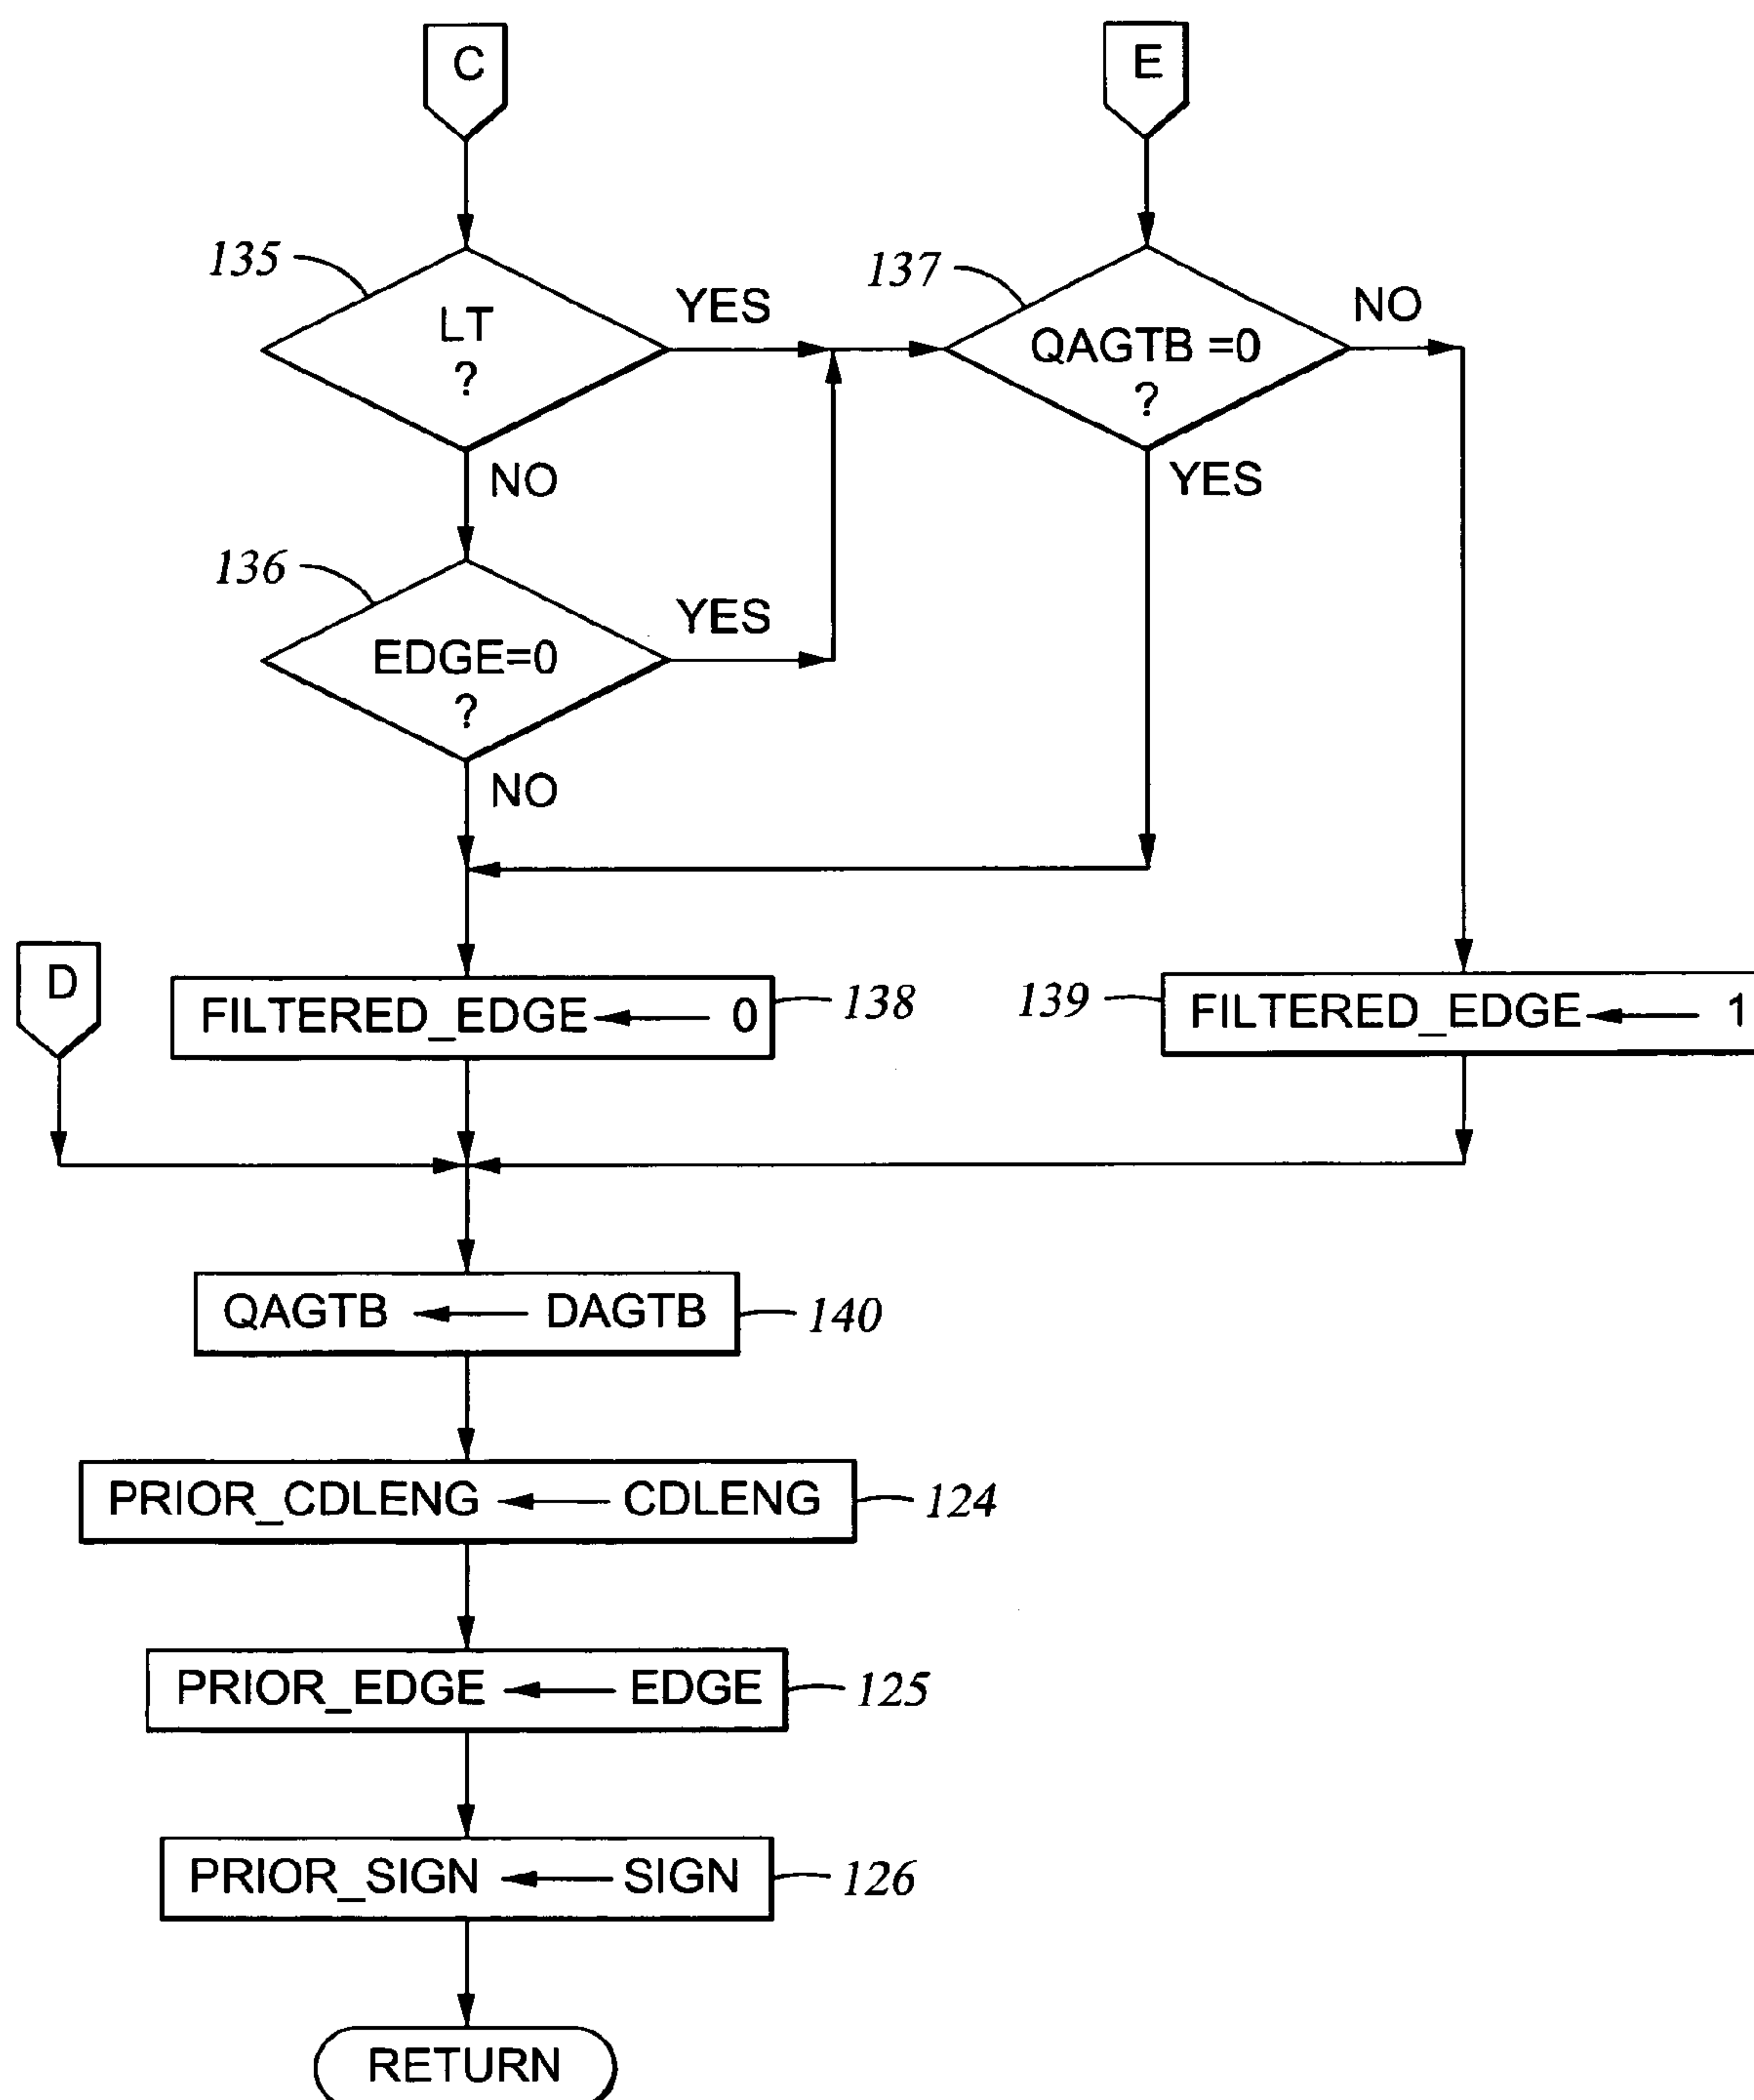 C
E
135
LT
?
YES
137
QAGTB =0
?
NO
NO
YES
136
EDGE=0
?
YES
NO
D
FILTERED_EDGE ← 0
138
139
FILTERED_EDGE ← 1
QAGTB ← DAGTB
140
PRIOR_CDLENG ← CDLENG
124
PRIOR_EDGE ← EDGE
125
PRIOR_SIGN ← SIGN
126
RETURN